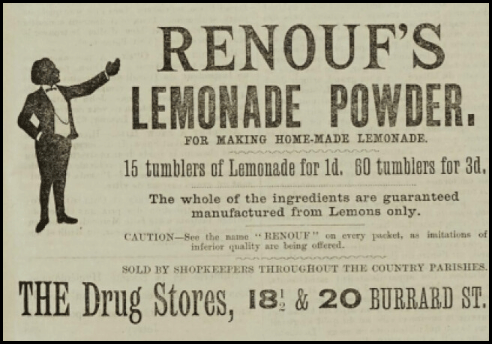 RENOUF'S
LEMONADE POWDER.
FOR MAKING HOME-MADE LEMONADE.
15 tumblers of Lemonade for 1d. 60 tumblers for 3d.
The whole of the ingredients are guaranteed
manufactured from Lemons only.
CAUTION—See the name "RENOUF" on every packet, as imitations of
inferior quality are being offered.
SOLD BY SHOPKEEPERS THROUGHOUT THE COUNTRY PARISHES.
THE Drug Stores, 18½ & 20 BURRARD ST.